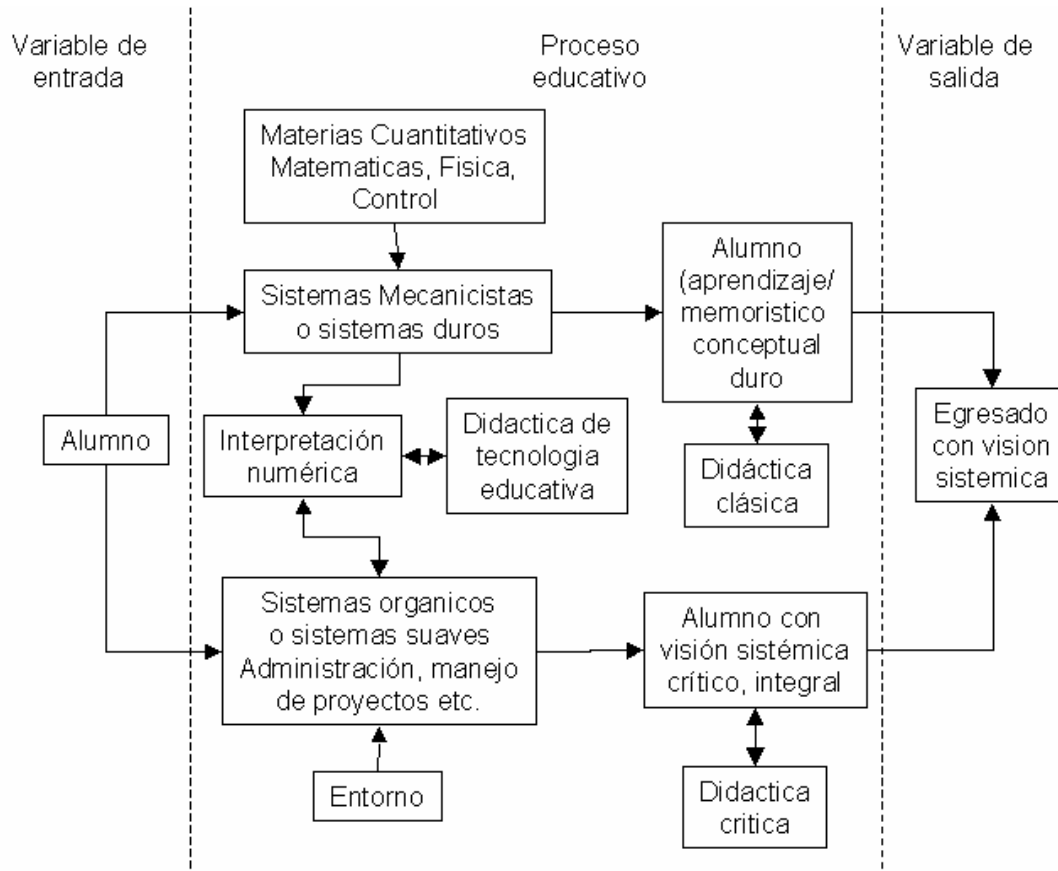 Variable de
entrada
Proceso
educativo
Variable de
salida
Materias Cuantitativos
Matematicas, Fisica,
Control
Sistemas Mecanicistas
o sistemas duros
Alumno
(aprendizaje/
memoristico
conceptual
duro
Alumno
Interpretación
numérica
Didactica de
tecnologia
educativa
Didáctica
clásica
Egresado
con vision
sistemica
Sistemas organicos
o sistemas suaves
Administración, manejo
de proyectos etc.
Alumno con
visión sistémica
crítico, integral
Entorno
Didactica
critica